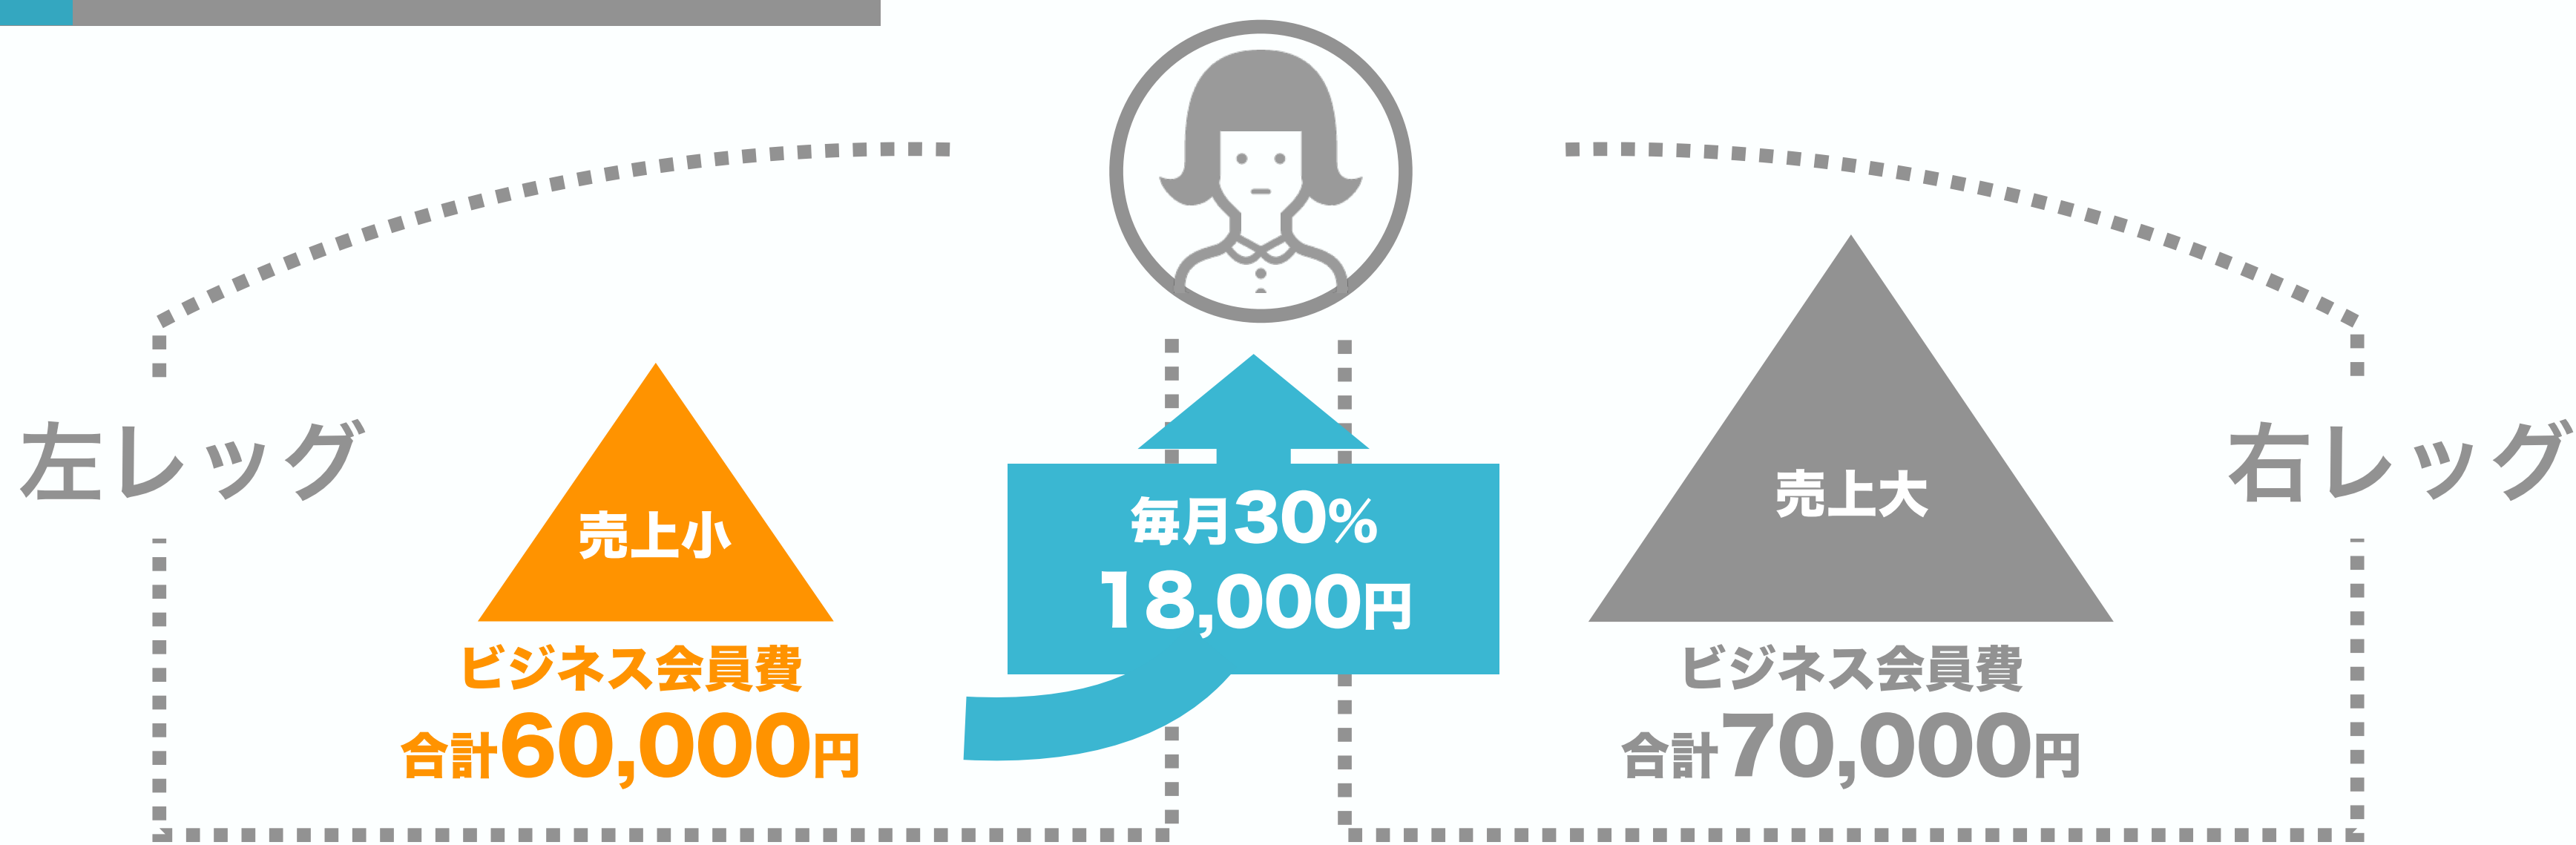 左レッグ
売上小
ビジネス会員費
合計60,000円
毎月30%
18,000円
売上大
ビジネス会員費
合計70,000円
右レッグ